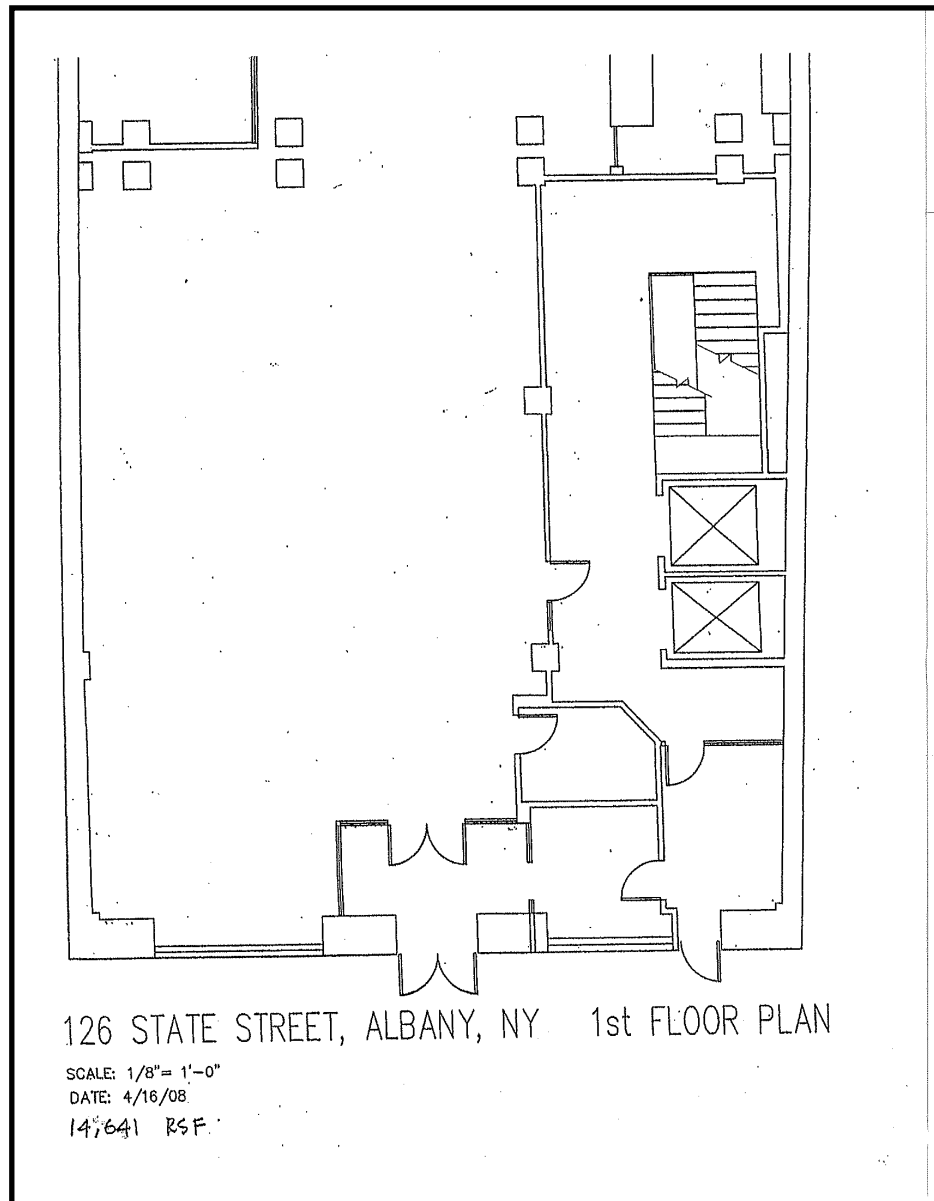 126 STATE STREET, ALBANY, NY 1st FLOOR PLAN
SCALE: 1/8"= 1'-0"
DATE: 4/16/08
14,641 RSF